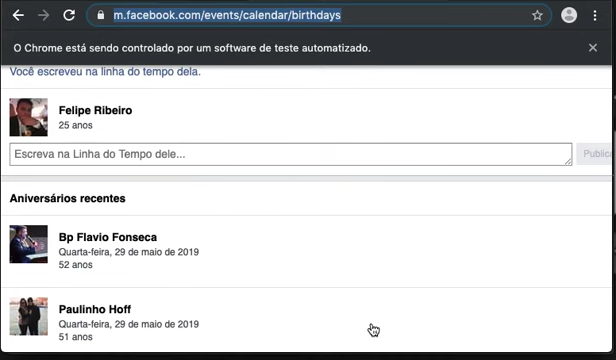 m.facebook.com/events/calendar/birthdays
O Chrome está sendo controlado por um software de teste automatizado.
Você escreveu na linha do tempo dela.
Felipe Ribeiro
25 anos
Escreva na Linha do Tempo dele...
Publica
Aniversários recentes
Bp Flavio Fonseca
Quarta-feira, 29 de maio de 2019
52 anos
Paulinho Hoff
Quarta-feira, 29 de maio de 2019
51 anos